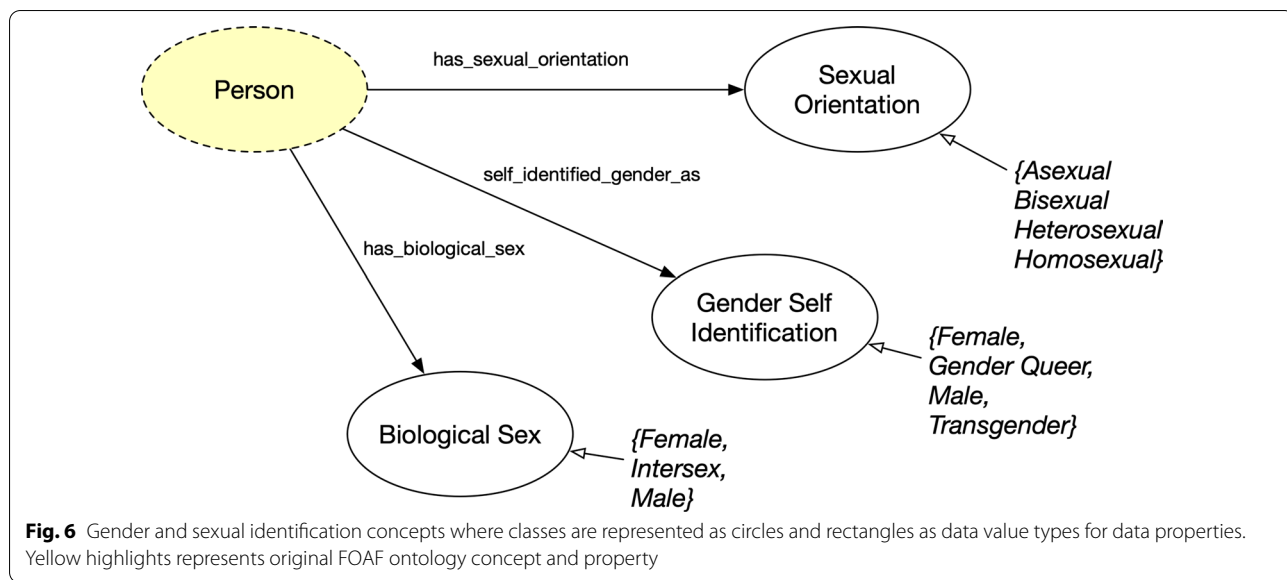 Person
has_sexual_orientation
Sexual
Orientation
{Asexual
Bisexual
Heterosexual
Homosexual}
self_identified_gender_as
has_biological_sex
Gender Self
Identification
{Female,
Gender Queer,
Male,
Transgender}
Biological Sex
{Female,
Intersex,
Male}
Fig. 6 Gender and sexual identification concepts where classes are represented as circles and rectangles as data value types for data properties.
Yellow highlights represents original FOAF ontology concept and property